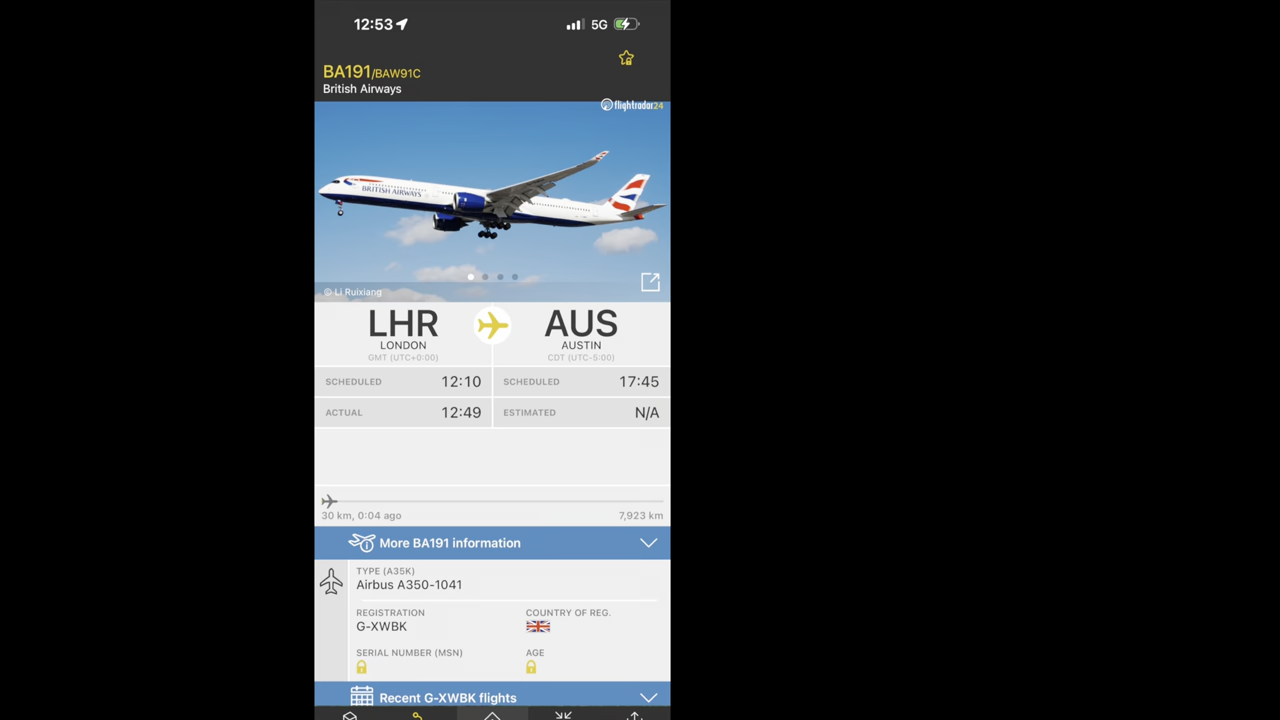 12:53
5G
BA191/BAW91C
British Airways
flightradar24
BRITISH AIRWAYS
© Li Ruixiang
LHR
LONDON
GMT (UTC+0:00)
AUS
AUSTIN
CDT (UTC-5:00)
SCHEDULED 12:10 SCHEDULED 17:45
ACTUAL 12:49 ESTIMATED N/A
30 km, 0:04 ago 7,923 km
More BA191 information
TYPE (A35K)
Airbus A350-1041
REGISTRATION COUNTRY OF REG.
G-XWBK
SERIAL NUMBER (MSN) AGE
Recent G-XWBK flights